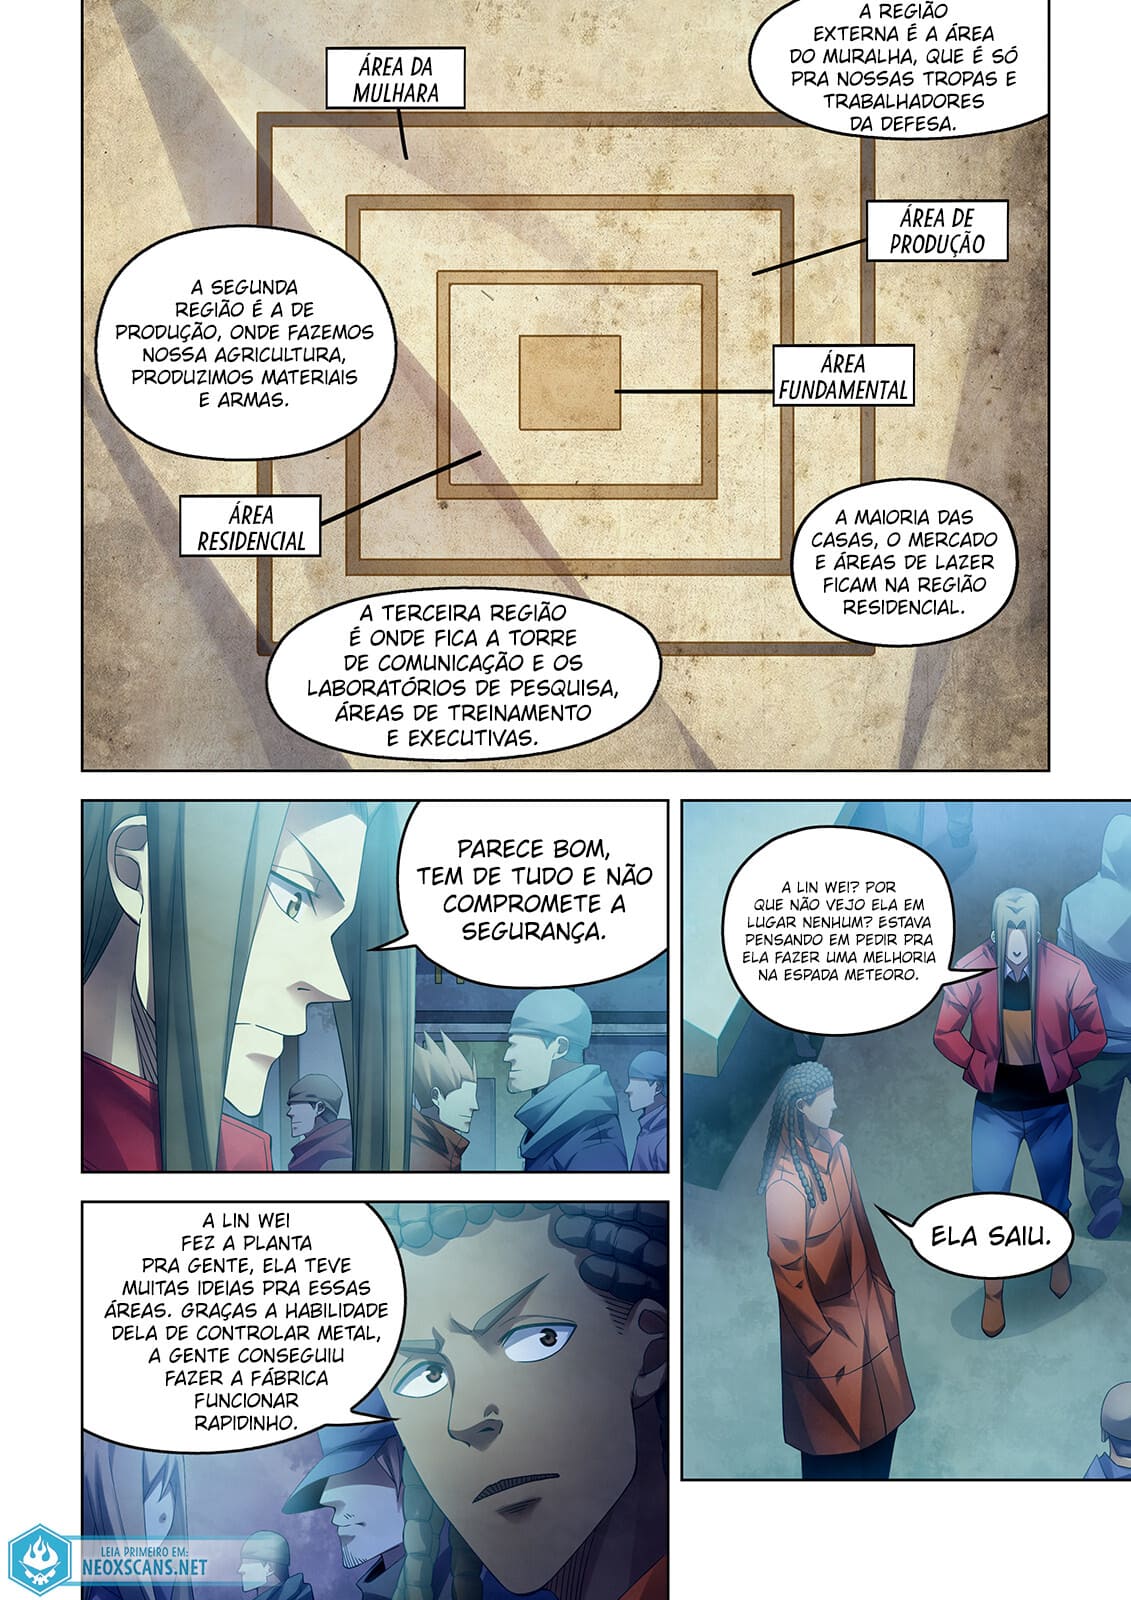 A REGIÃO
EXTERNA É A ÁREA
DO MURALHA, QUE É SÓ
PRA NOSSAS TROPAS E
TRABALHADORES
DA DEFESA.
ÁREA DA
MULHARA
ÁREA DE
PRODUÇÃO
A SEGUNDA
REGIÃO É A DE
PRODUÇÃO, ONDE FAZEMOS
NOSSA AGRICULTURA,
PRODUZIMOS MATERIAIS
E ARMAS.
ÁREA
FUNDAMENTAL
ÁREA
RESIDENCIAL
A MAIORIA DAS
CASAS, O MERCADO
E ÁREAS DE LAZER
FICAM NA REGIÃO
RESIDENCIAL.
A TERCEIRA REGIÃO
É ONDE FICA A TORRE
DE COMUNICAÇÃO E OS
LABORATÓRIOS DE PESQUISA,
ÁREAS DE TREINAMENTO
E EXECUTIVAS.
PARECE BOM,
TEM DE TUDO E NÃO
COMPROMETE A
SEGURANÇA.
A LIN WEI
FEZ A PLANTA
PRA GENTE, ELA TEVE
MUITAS IDEIAS PRA ESSAS
ÁREAS. GRAÇAS A HABILIDADE
DELA DE CONTROLAR METAL,
A GENTE CONSEGUIU
FAZER A FÁBRICA
FUNCIONAR
RAPIDINHO.
A LIN WEI? POR
QUE NÃO VEJO ELA EM
LUGAR NENHUM? ESTAVA
PENSANDO EM PEDIR PRA
ELA FAZER UMA MELHORIA
NA ESPADA METEORO.
ELA SAIU.
LEIA PRIMEIRO EM:
NEOXSCANS.NET